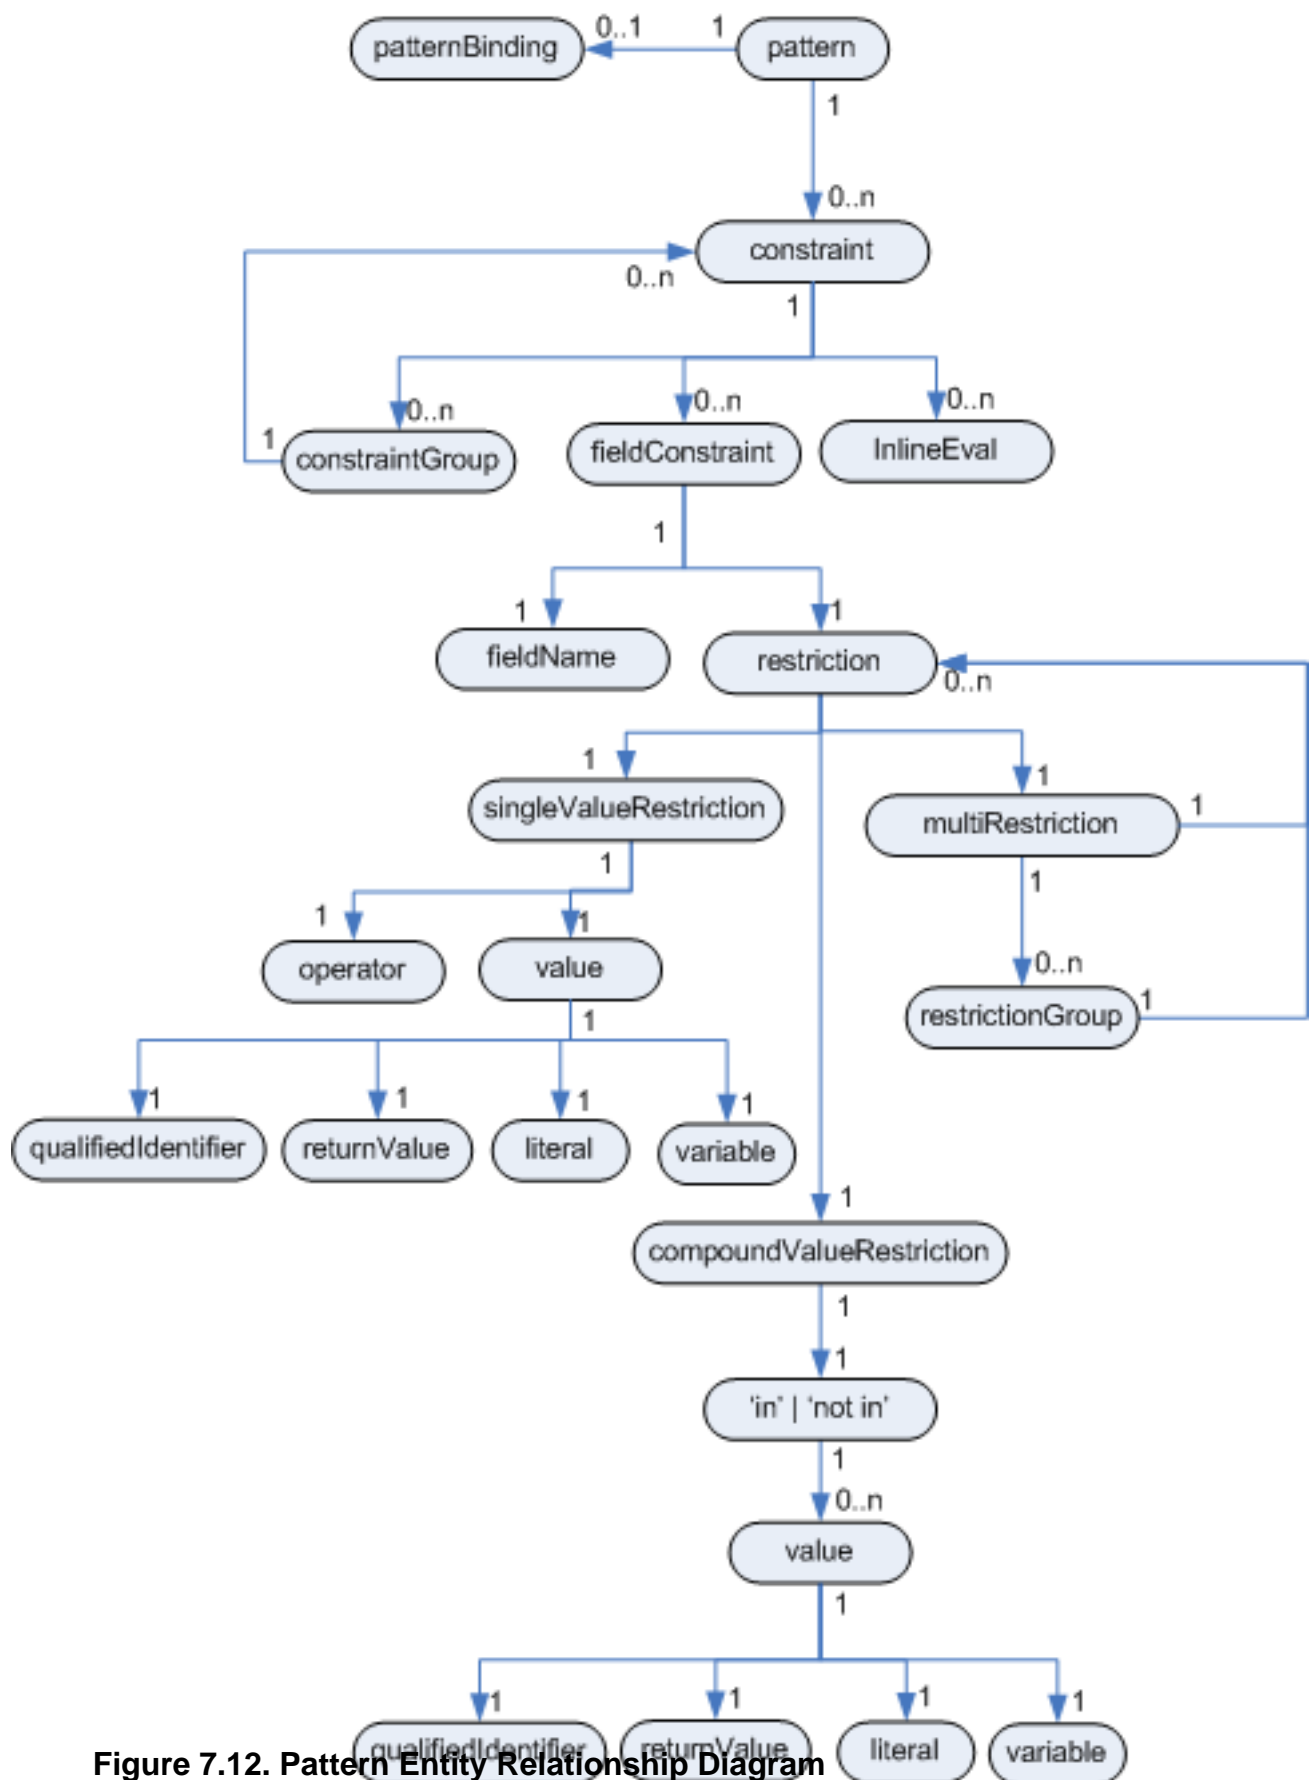 patternBinding 0..1 1 pattern
1
0..n
constraint
0..n
1
0..n 0..n 0..n
1
constraintGroup fieldConstraint InlineEval
1
1 1
fieldName restriction
0..n
1 1
singleValueRestriction 1
multiRestriction
1 1
1 1
operator value 0..n
1 1
restrictionGroup
1 1 1 1
qualifiedIdentifier returnValue literal variable
1
compoundValueRestriction
1
1
'in' | 'not in'
1
0..n
value
1
1 1 1 1
qualifiedIdentifier returnValue literal variable
Figure 7.12. Pattern Entity Relationship Diagram